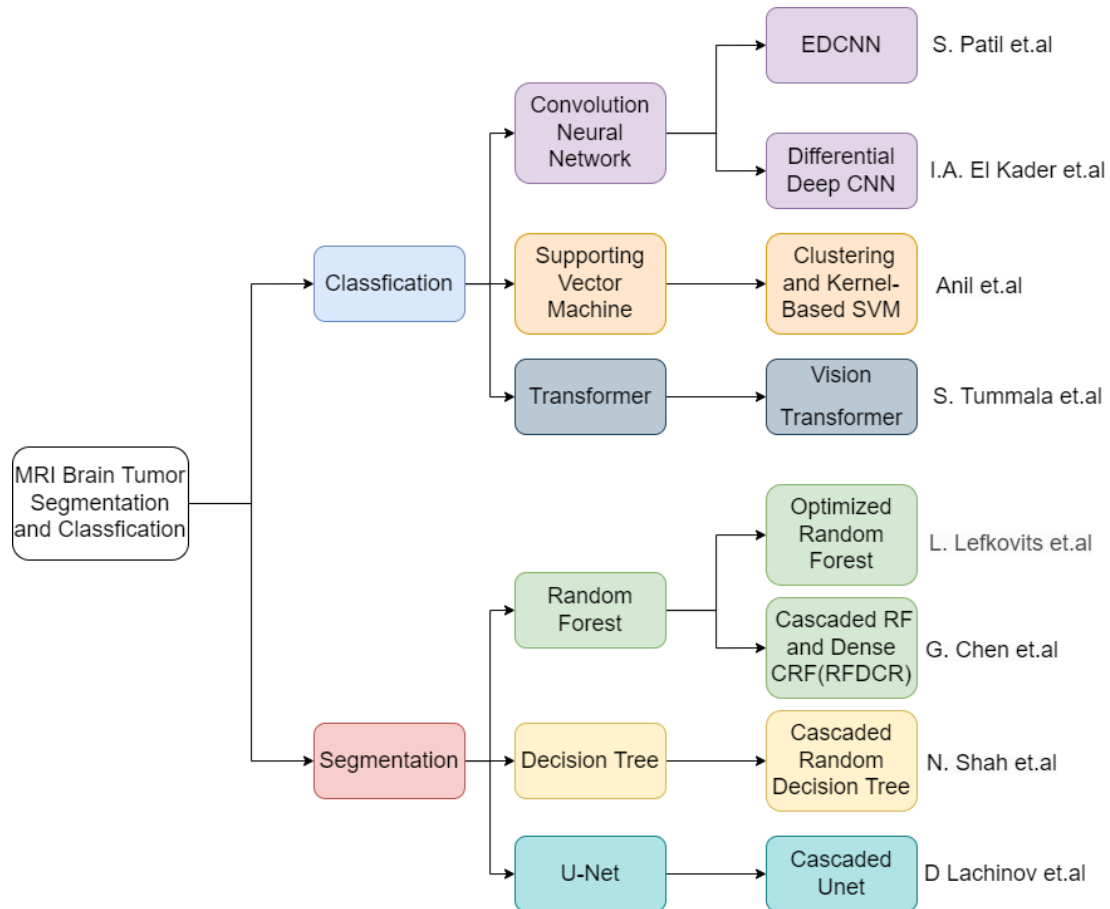 MRI Brain Tumor
Segmentation
and Classfication
Classfication
Convolution
Neural
Network
EDCNN
S. Patil et.al
Differential
Deep CNN
I.A. El Kader et.al
Supporting
Vector
Machine
Clustering
and Kernel-
Based SVM
Anil et.al
Transformer
Vision
Transformer
S. Tummala et.al
Segmentation
Random
Forest
Optimized
Random
Forest
L. Lefkovits et.al
Cascaded RF
and Dense
CRF(RFDCR)
G. Chen et.al
Decision Tree
Cascaded
Random
Decision Tree
N. Shah et.al
U-Net
Cascaded
Unet
D Lachinov et.al